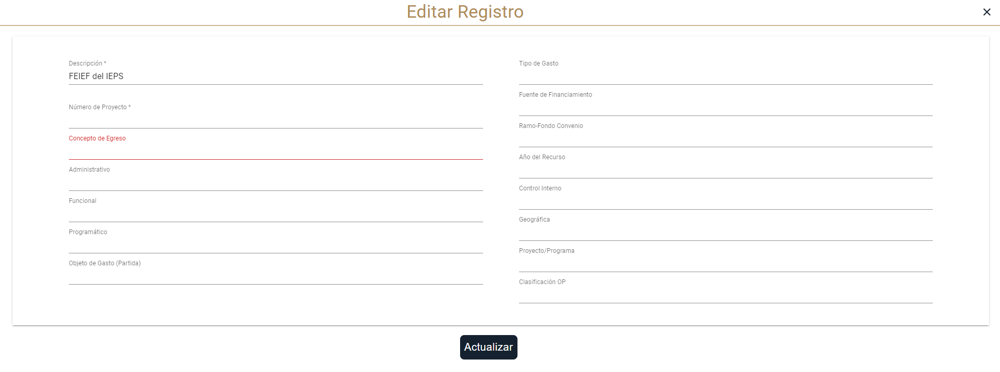 Editar Registro
Descripción *
FEIEF del IEPS
Número de Proyecto *
Concepto de Egreso
Administrativo
Funcional
Programático
Objeto de Gasto (Partida)
Tipo de Gasto
Fuente de Financiamiento
Ramo-Fondo Convenio
Año del Recurso
Control Interno
Geográfica
Proyecto/Programa
Clasificación OP
Actualizar